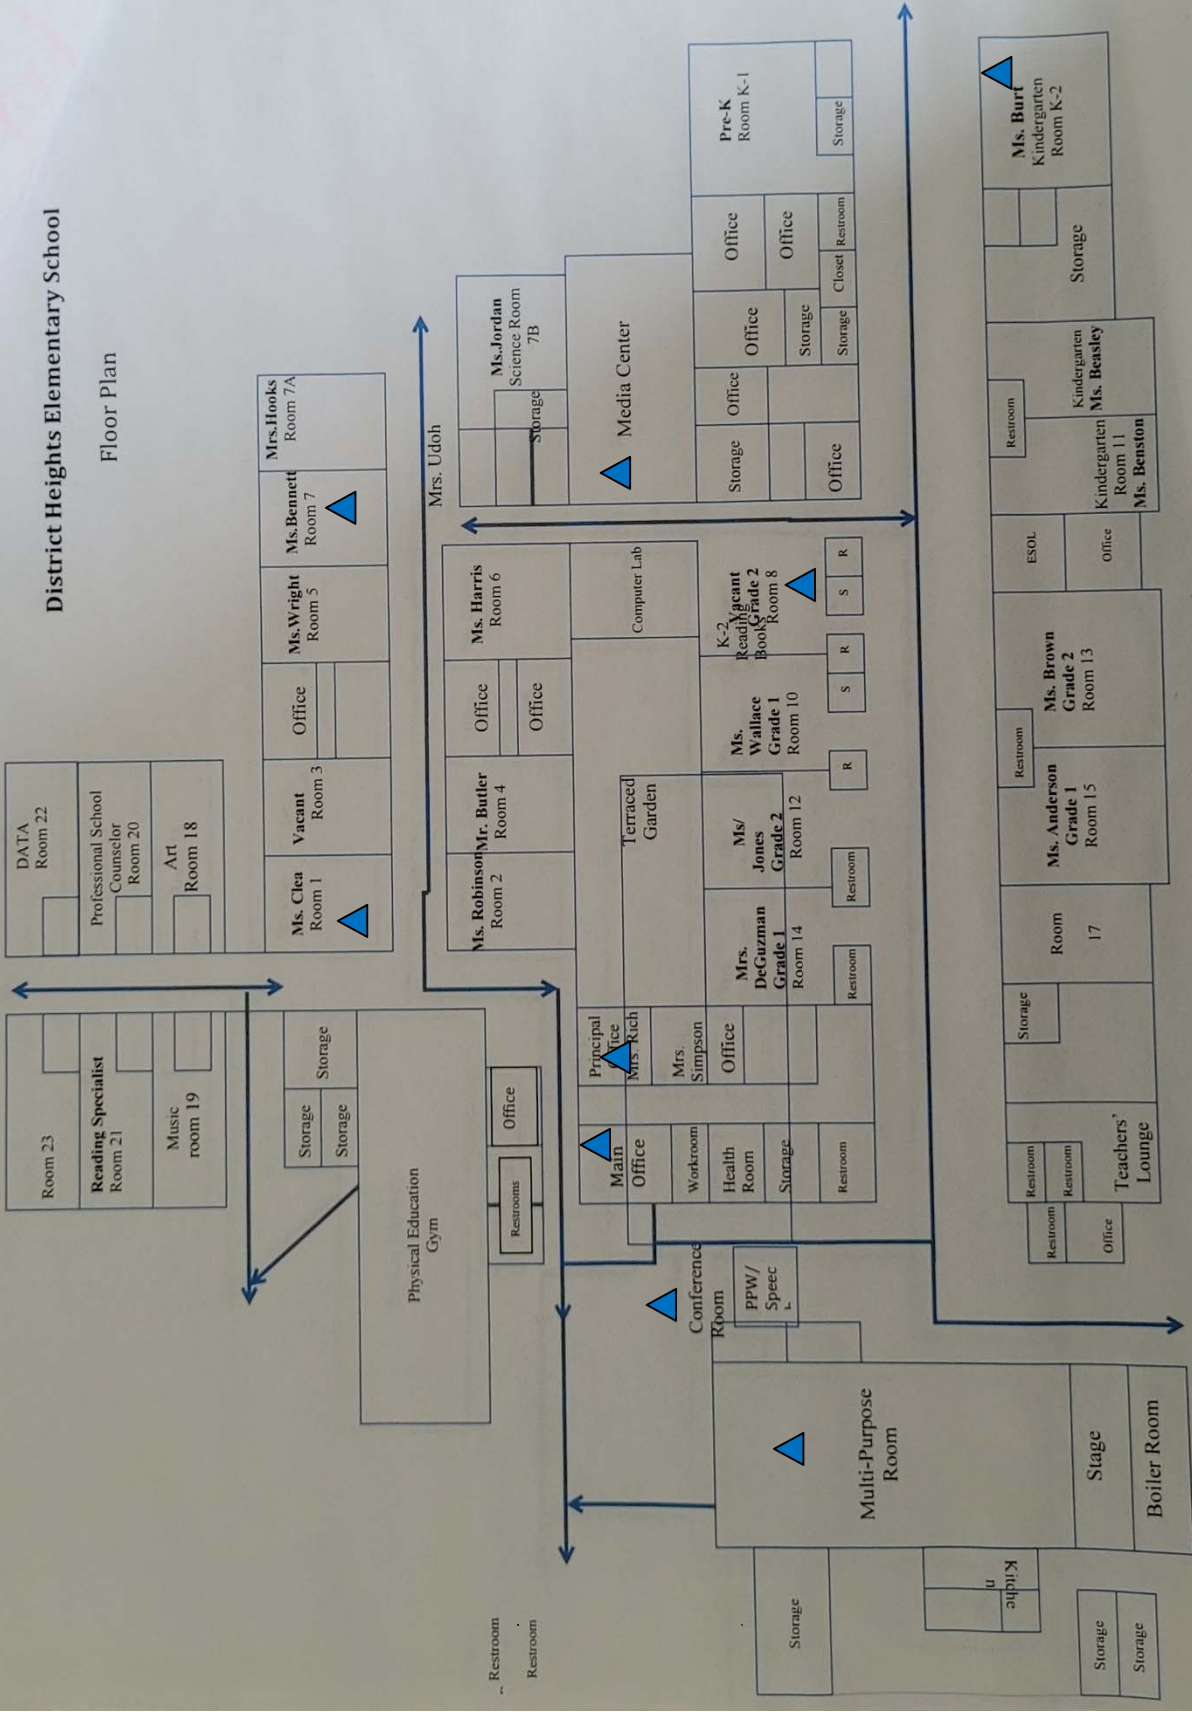 District Heights Elementary School
Floor Plan
DATA
Room 22
Professional School
Counselor
Room 20
Art
Room 18
Room 23
Reading Specialist
Room 21
Music
room 19
Ms. Clea
Room 1
Vacant
Room 3
Office
Ms.Wright
Room 5
Ms.Bennett
Room 7
Mrs.Hooks
Room 7A
Storage
Storage
Storage
Physical Education
Gym
Restrooms
Office
Mrs. Udoh
Ms. Robinson
Room 2
Mr. Butler
Room 4
Office
Office
Ms. Harris
Room 6
Ms.Jordan
Science Room
7B
Storage
Media Center
Computer Lab
Terraced
Garden
Principal
Office
Mrs. Rich
Mrs.
Simpson
Office
Main
Office
Workroom
Health
Room
Storage
Restroom
Mrs.
DeGuzman
Grade 1
Room 14
Ms/
Jones
Grade 2
Room 12
Ms.
Wallace
Grade 1
Room 10
K-2
Reading
Books
Vacant
Grade 2
Room 8
Restroom
Restroom
R
S
R
S
R
Storage
Office
Office
Office
Storage
Storage
Office
Office
Closet
Restroom
Pre-K
Room K-1
Storage
Conference
Room
PPW/
Speec
Multi-Purpose
Room
Stage
Boiler Room
Storage
Kitche
n
Storage
Storage
Restroom
Restroom
Restroom
Office
Restroom
Restroom
Teachers'
Lounge
Storage
Room
17
Ms. Anderson
Grade 1
Room 15
Restroom
Ms. Brown
Grade 2
Room 13
ESOL
Office
Kindergarten
Room 11
Ms. Benston
Restroom
Kindergarten
Ms. Beasley
Storage
Ms. Burt
Kindergarten
Room K-2